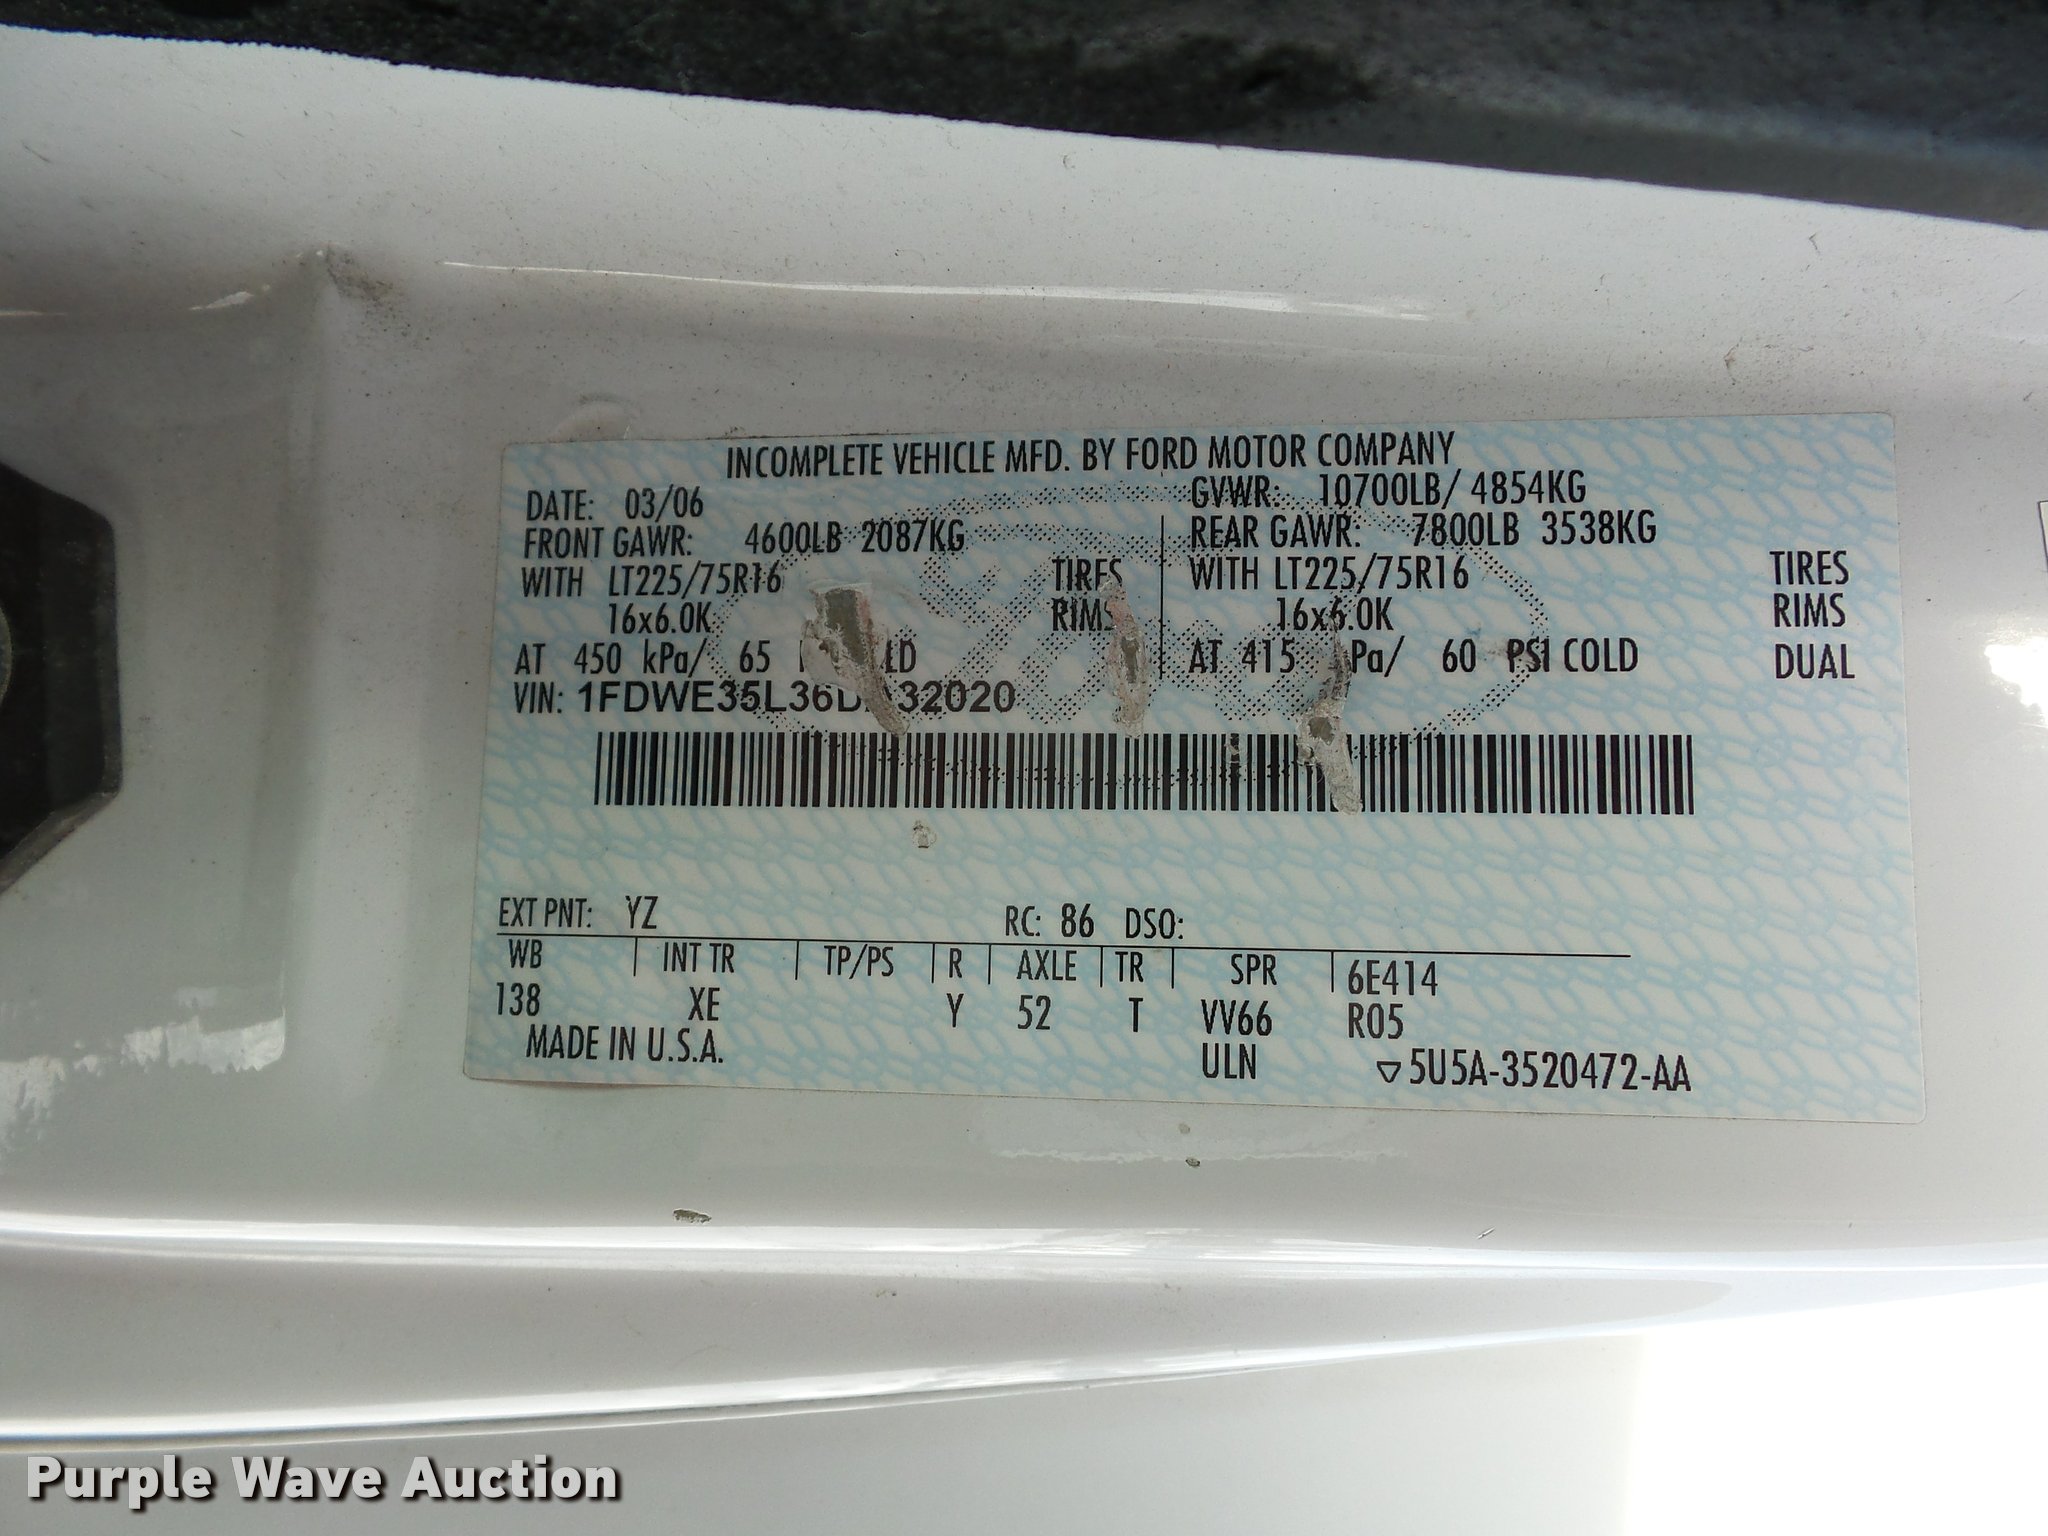 INCOMPLETE VEHICLE MFD. BY FORD MOTOR COMPANY
DATE: 03/06 GVWR: 10700LB/ 4854KG
FRONT GAWR: 4600LB 2087KG REAR GAWR: 7800LB 3538KG
WITH LT225/75R16 TIRES WITH LT225/75R16 TIRES
16x6.0K RIMS 16x6.0K RIMS
AT 450 kPa/ 65 AT 415 kPa/ 60 PSI COLD DUAL
VIN:
EXT PNT: YZ RC: 86 DSO:
WB INT TR TP/PS R AXLE TR SPR 6E414
138 XE Y 52 T VV66 R05
MADE IN U.S.A. ULN 5U5A-3520472-AA
Purple Wave Auction